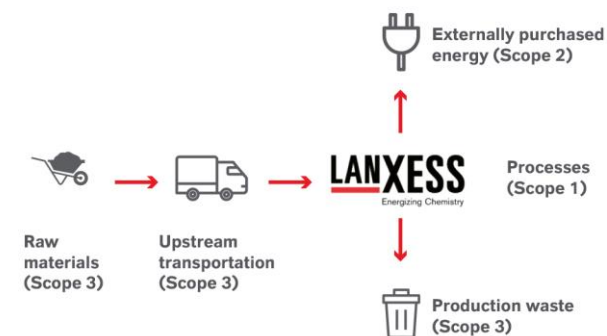 Externally purchased
energy (Scope 2)
LANXESS
Energizing Chemistry
Processes
(Scope 1)
Raw
materials
(Scope 3)
Upstream
transportation
(Scope 3)
Production waste
(Scope 3)